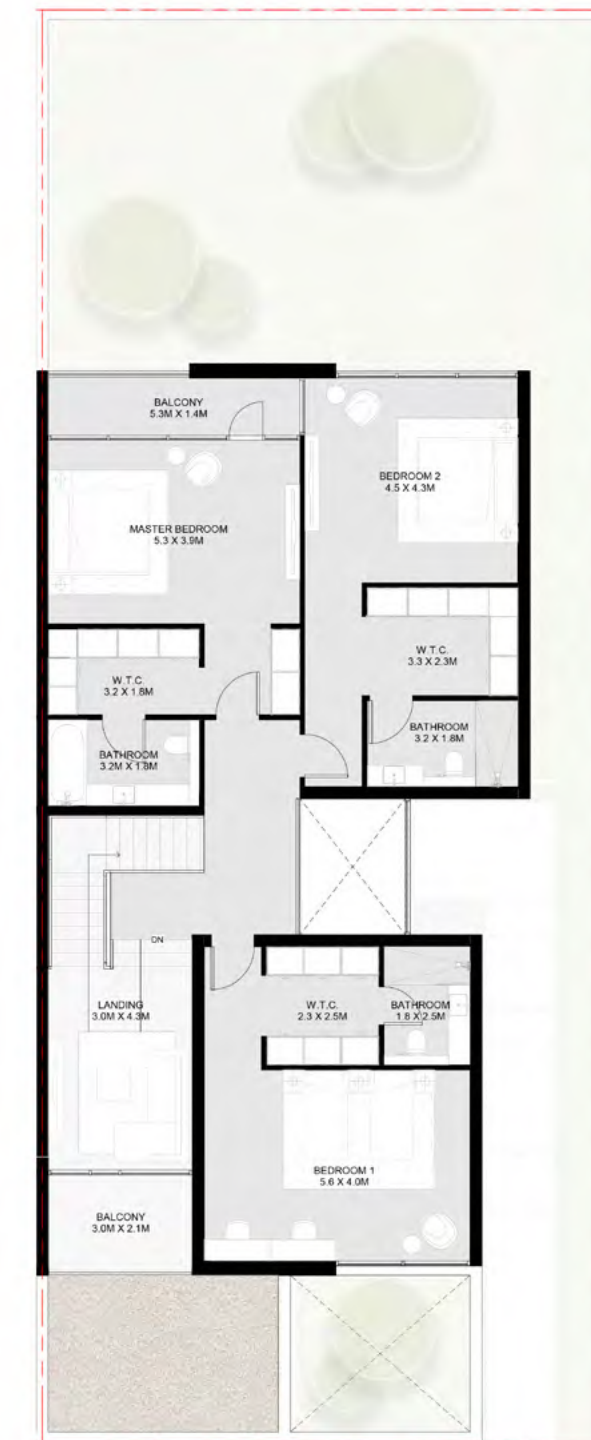 BALCONY
5.3M X 1.4M
BEDROOM 2
4.5 X 4.3M
MASTER BEDROOM
5.3 X 3.9M
W.T.C.
3.3 X 2.3M
W.T.C.
3.2 X 1.8M
BATHROOM
3.2 X 1.8M
BATHROOM
3.2M X 1.8M
DN
LANDING
3.0M X 4.3M
W.T.C.
2.3 X 2.5M
BATHROOM
1.8 X 2.5M
BEDROOM 1
5.6 X 4.0M
BALCONY
3.0M X 2.1M